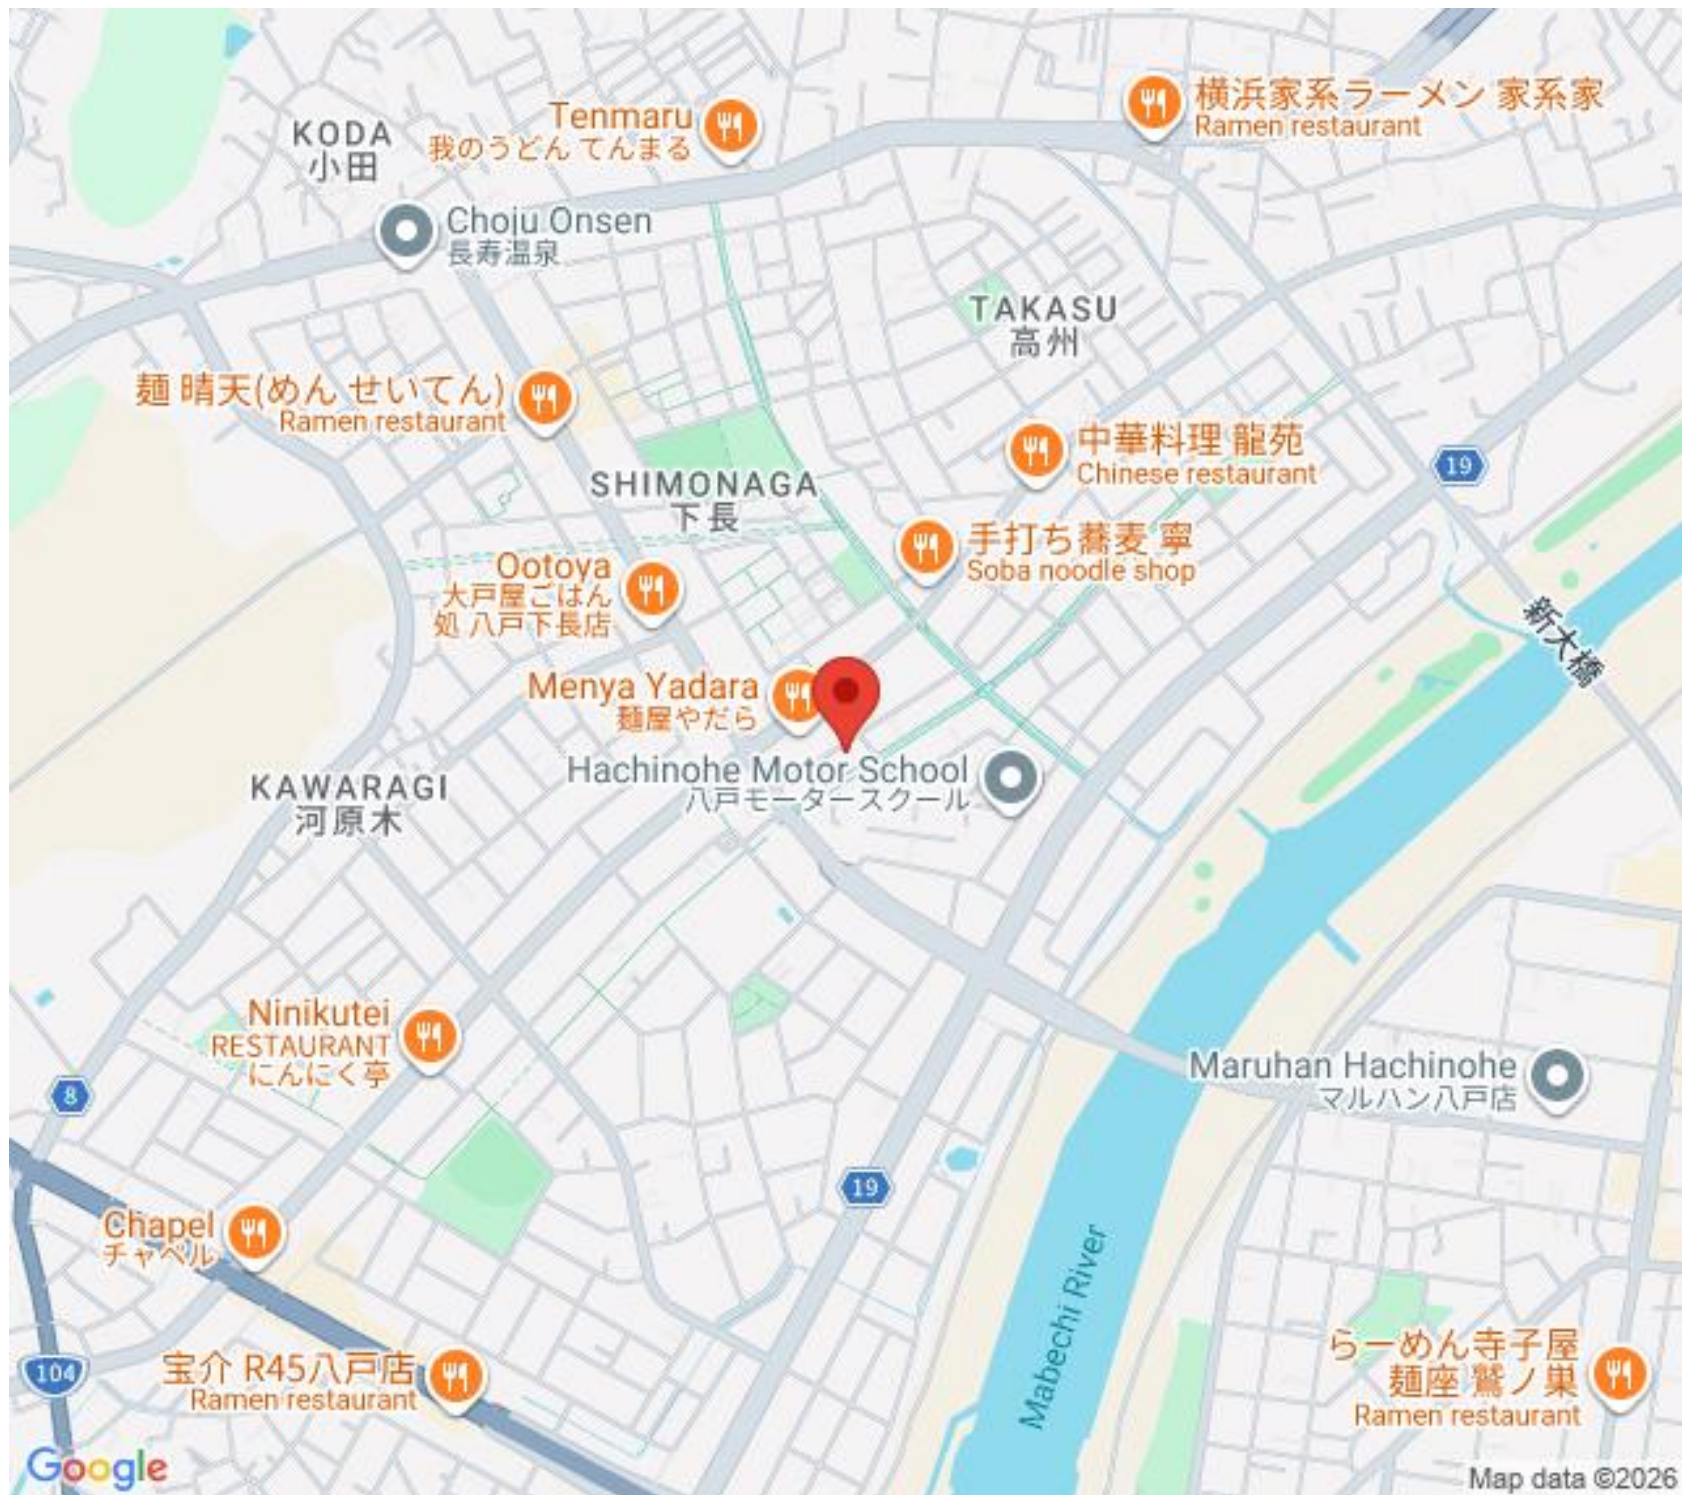 横浜家系ラーメン 家系家
Ramen restaurant
Tenmaru
我のうどん てんまる
KODA
小田
Choju Onsen
長寿温泉
TAKASU
高州
麺 晴天(めん せいてん)
Ramen restaurant
中華料理 龍苑
Chinese restaurant
19
SHIMONAGA
下長
手打ち蕎麦 寧
Soba noodle shop
Ootoya
大戸屋ごはん
処 八戸下長店
新大橋
Menya Yadara
麺屋やだら
Hachinohe Motor School
八戸モータースクール
KAWARAGI
河原木
Ninikutei
RESTAURANT
にんにく亭
Maruhan Hachinohe
マルハン八戸店
8
19
Chapel
チャペル
Mabechi River
104
宝介 R45八戸店
Ramen restaurant
らーめん寺子屋
麺座 鷲ノ巣
Ramen restaurant
Google
Map data ©2026